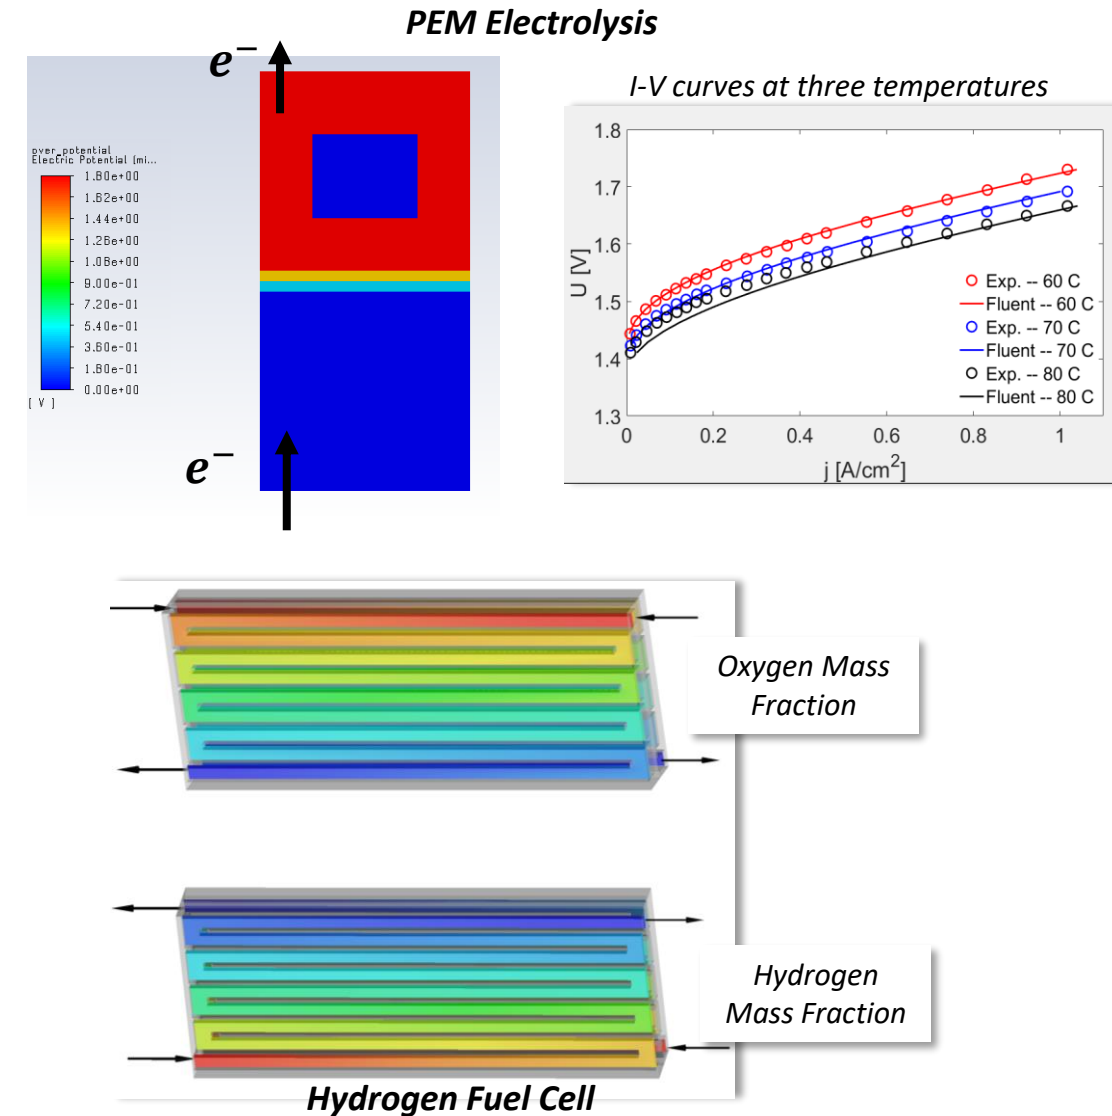 PEM Electrolysis
e⁻
over_potential
Electric Potential [mi...
1.80e+00
1.62e+00
1.44e+00
1.26e+00
1.08e+00
9.00e-01
7.20e-01
5.40e-01
3.60e-01
1.80e-01
0.00e+00
[ V ]
e⁻
I-V curves at three temperatures
1.8
1.7
1.6
1.5
1.4
1.3
U [V]
Exp. -- 60 C
Fluent -- 60 C
Exp. -- 70 C
Fluent -- 70 C
Exp. -- 80 C
Fluent -- 80 C
0 0.2 0.4 0.6 0.8 1
j [A/cm²]
Oxygen Mass
Fraction
Hydrogen
Mass Fraction
Hydrogen Fuel Cell